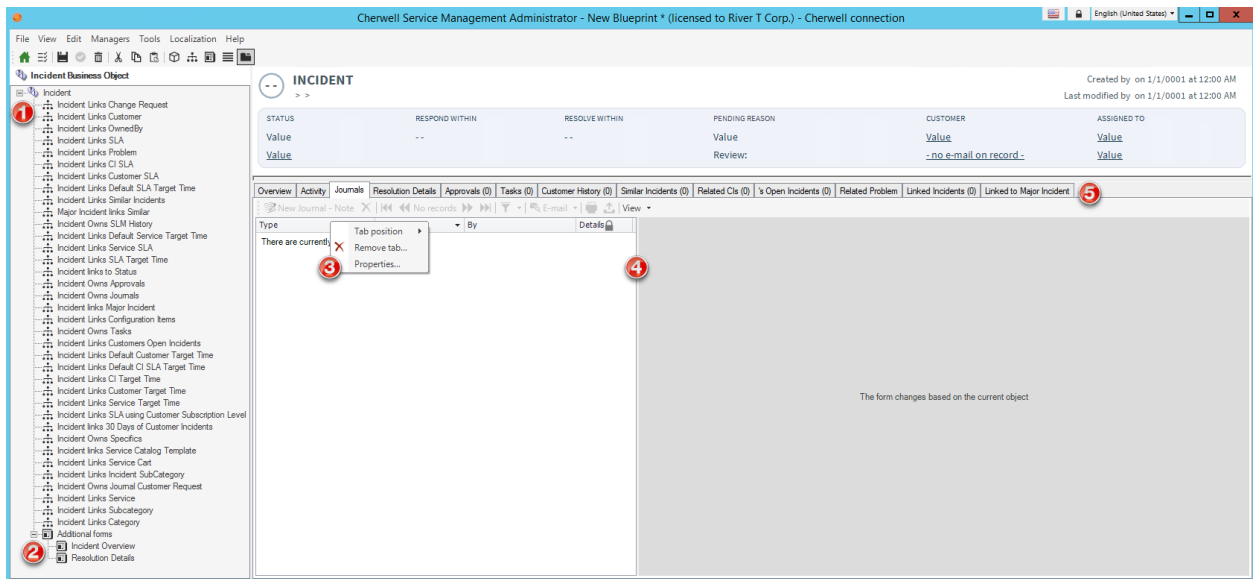 Cherwell Service Management Administrator - New Blueprint * (licensed to River T Corp.) - Cherwell connection
English (United States)
File View Edit Managers Tools Localization Help
Incident Business Object
Incident
1
Incident Links Change Request
Incident Links Customer
Incident Links OwnedBy
Incident Links SLA
Incident Links Problem
Incident Links CI SLA
Incident Links Customer SLA
Incident Links Default SLA Target Time
Incident Links Similar Incidents
Major Incident links Similar
Incident Owns SLM History
Incident Links Default Service Target Time
Incident Links Service SLA
Incident Links SLA Target Time
Incident links to Status
Incident Owns Approvals
Incident Owns Journals
Incident links Major Incident
Incident Links Configuration Items
Incident Owns Tasks
Incident Links Customers Open Incidents
Incident Links Default Customer Target Time
Incident Links Default CI SLA Target Time
Incident Links CI Target Time
Incident Links Customer Target Time
Incident Links Service Target Time
Incident Links SLA using Customer Subscription Level
Incident links 30 Days of Customer Incidents
Incident Owns Specifics
Incident links Service Catalog Template
Incident Links Service Cart
Incident Links Incident SubCategory
Incident Owns Journal Customer Request
Incident Links Service
Incident Links Subcategory
Incident Links Category
Additional forms
2
Incident Overview
Resolution Details
-- INCIDENT
> >
Created by on 1/1/0001 at 12:00 AM
Last modified by on 1/1/0001 at 12:00 AM
STATUS RESPOND WITHIN RESOLVE WITHIN PENDING REASON CUSTOMER ASSIGNED TO
Value -- -- Value Value Value
Value Review: - no e-mail on record - Value
Overview Activity Journals Resolution Details Approvals (0) Tasks (0) Customer History (0) Similar Incidents (0) Related CIs (0) 's Open Incidents (0) Related Problem Linked Incidents (0) Linked to Major Incident 5
New Journal - Note No records E-mail View
Type By Details
There are currently
Tab position
Remove tab...
Properties...
3
4
The form changes based on the current object